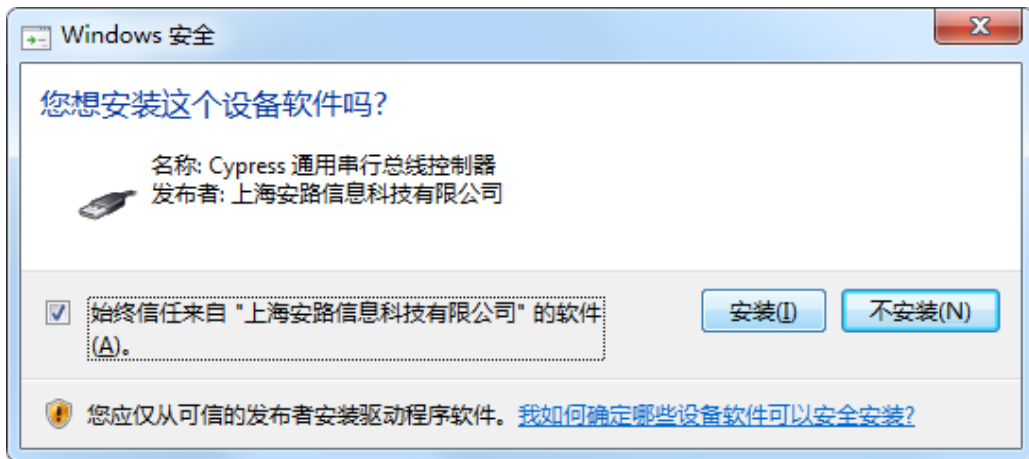 Windows 安全
您想安装这个设备软件吗?
名称: Cypress 通用串行总线控制器
发布者: 上海安路信息科技有限公司
始终信任来自 "上海安路信息科技有限公司" 的软件
(A)。
安装(I)
不安装(N)
您应仅从可信的发布者安装驱动程序软件。我如何确定哪些设备软件可以安全安装?